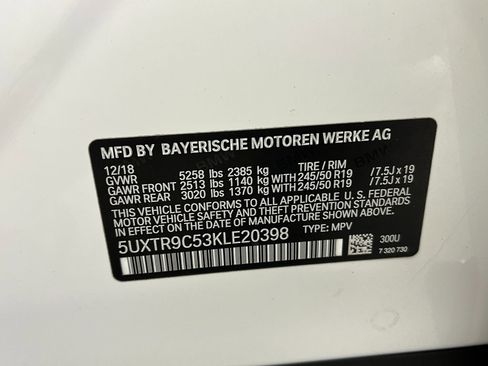 MFD BY BAYERISCHE MOTOREN WERKE AG
12/18
GVWR 5258 lbs 2385 kg TIRE / RIM
GAWR FRONT 2513 lbs 1140 kg WITH 245/50 R19 / 7.5J x 19
GAWR REAR 3020 lbs 1370 kg WITH 245/50 R19 / 7.5J x 19
THIS VEHICLE CONFORMS TO ALL APPLICABLE U. S. FEDERAL
MOTOR VEHICLE SAFETY STANDARDS IN EFFECT ON THE
DATE OF MANUFACTURE SHOWN ABOVE.
5UXTR9C53KLE20398
TYPE: MPV
300U
7 320 730